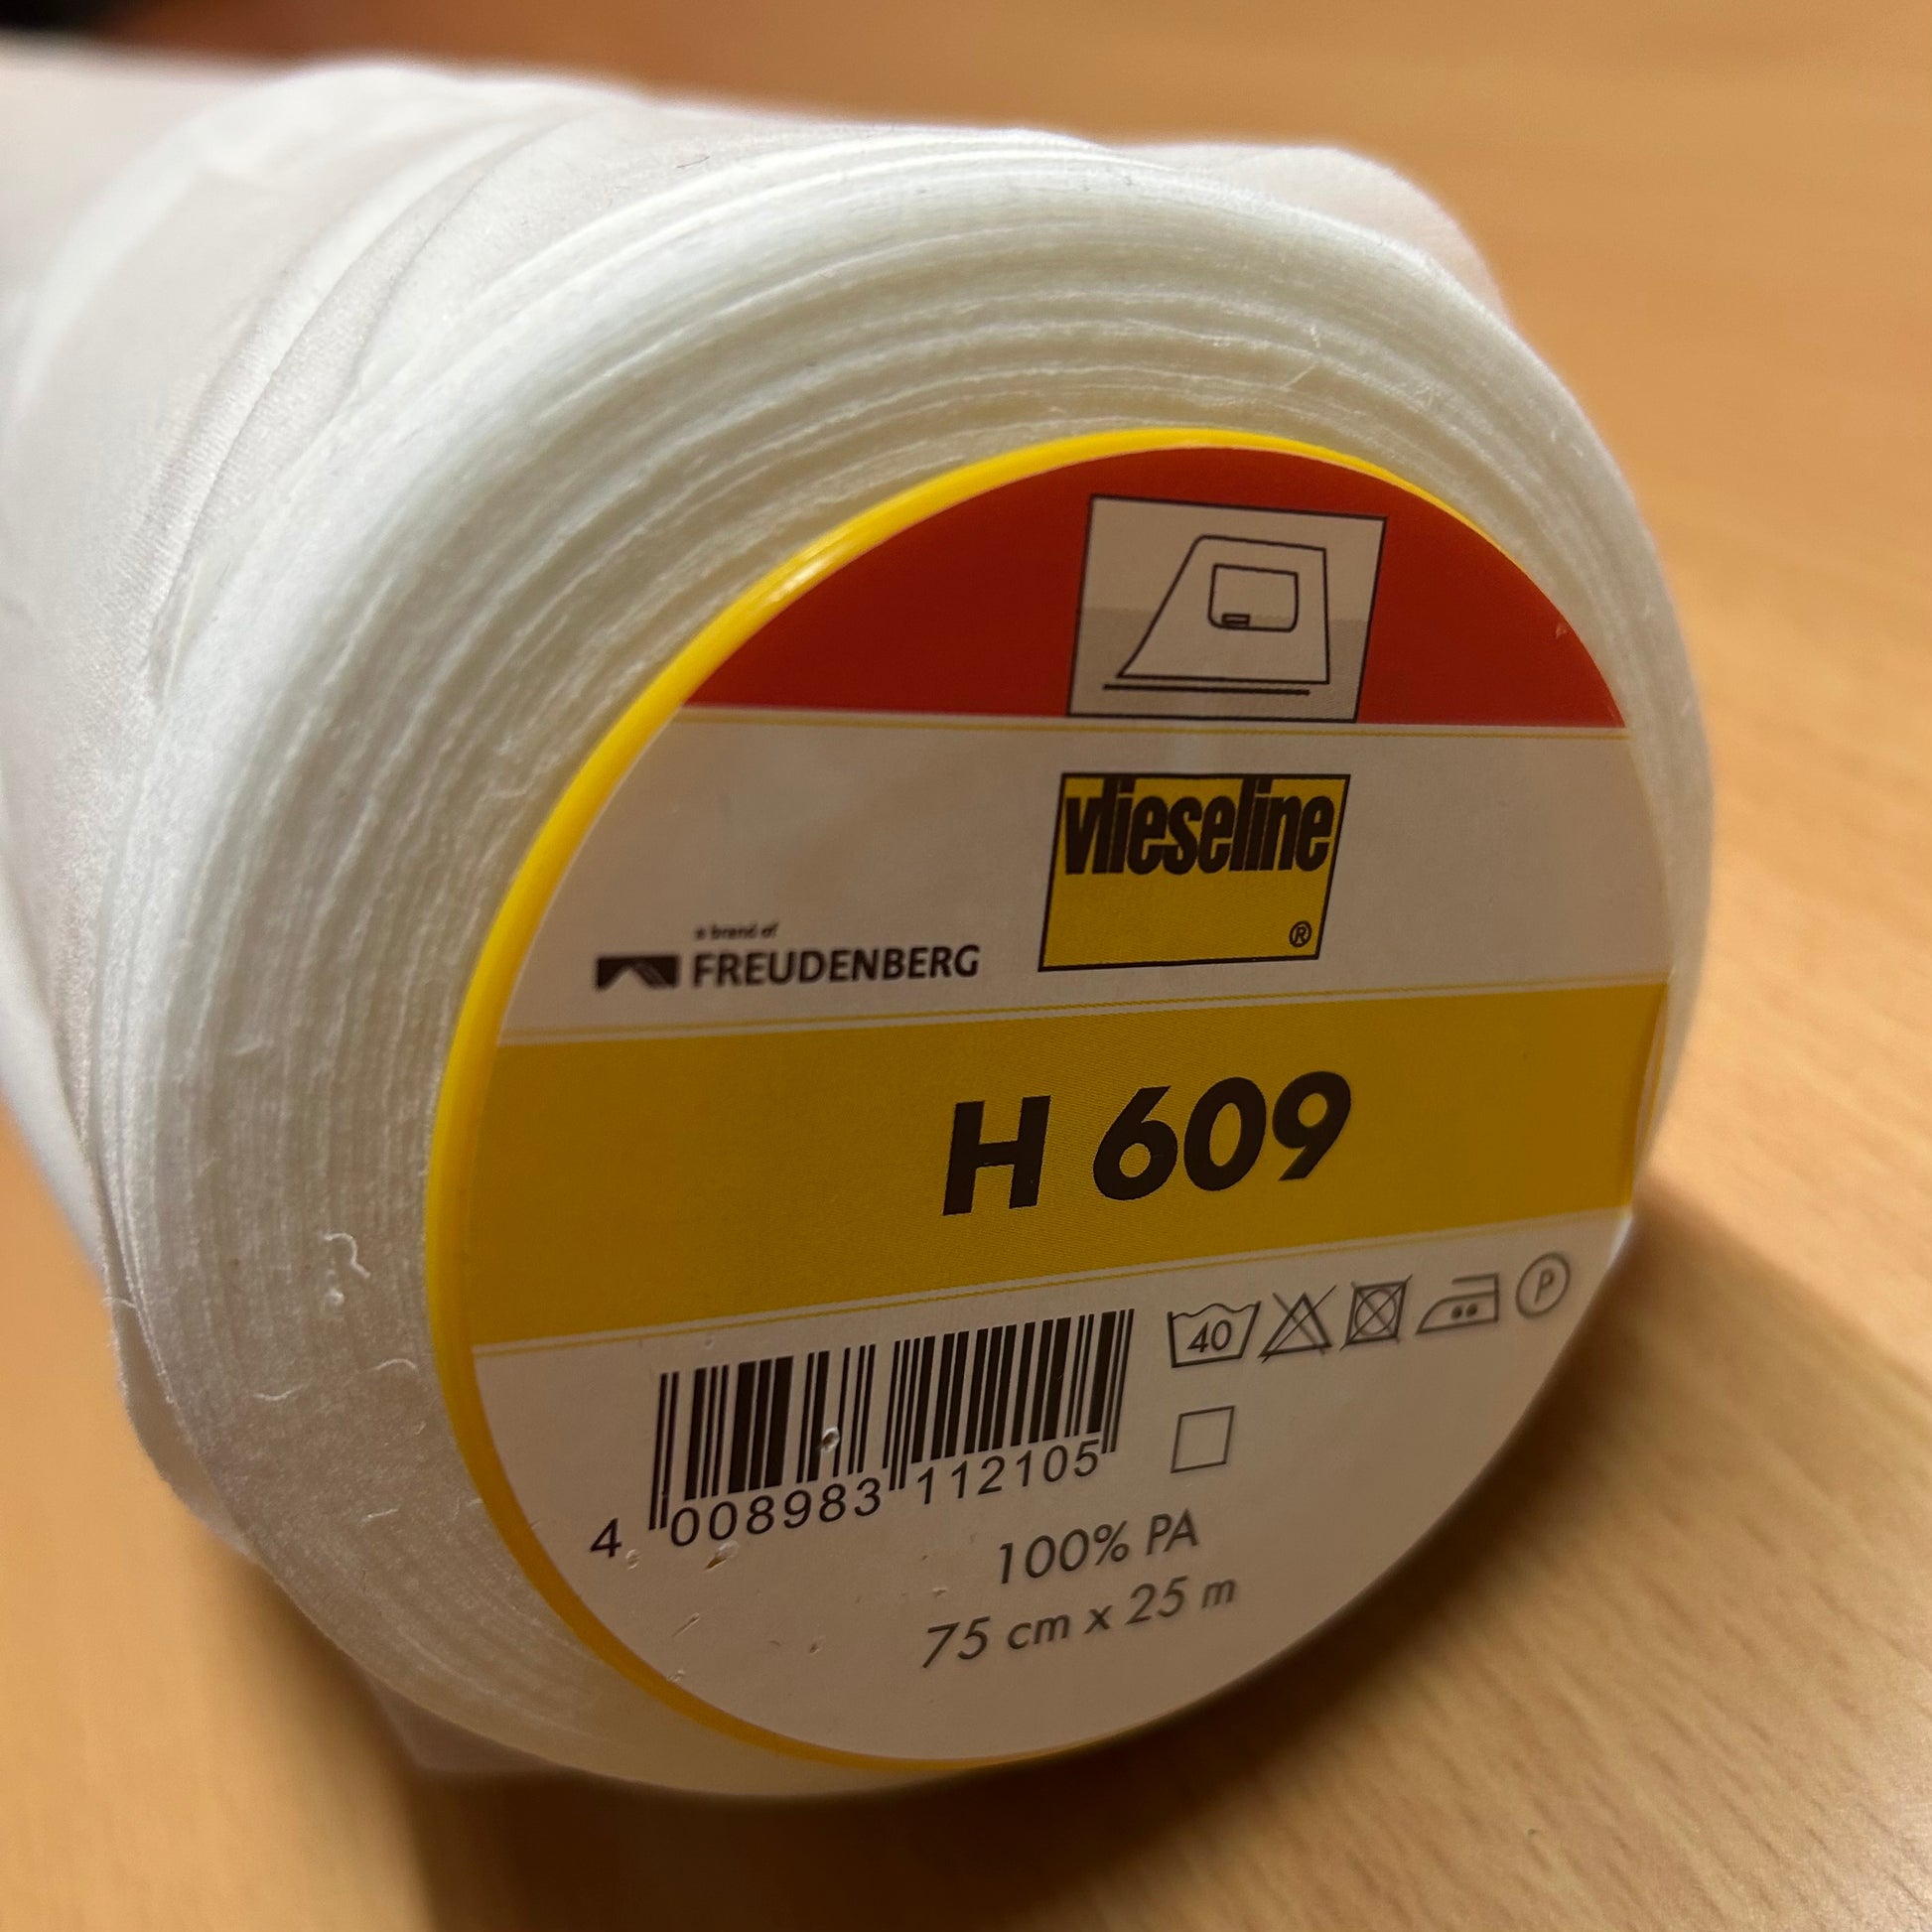 vlieseline
®
a brand of
FREUDENBERG
H 609
40 P
4 008983 112105
100% PA
75 cm x 25 m